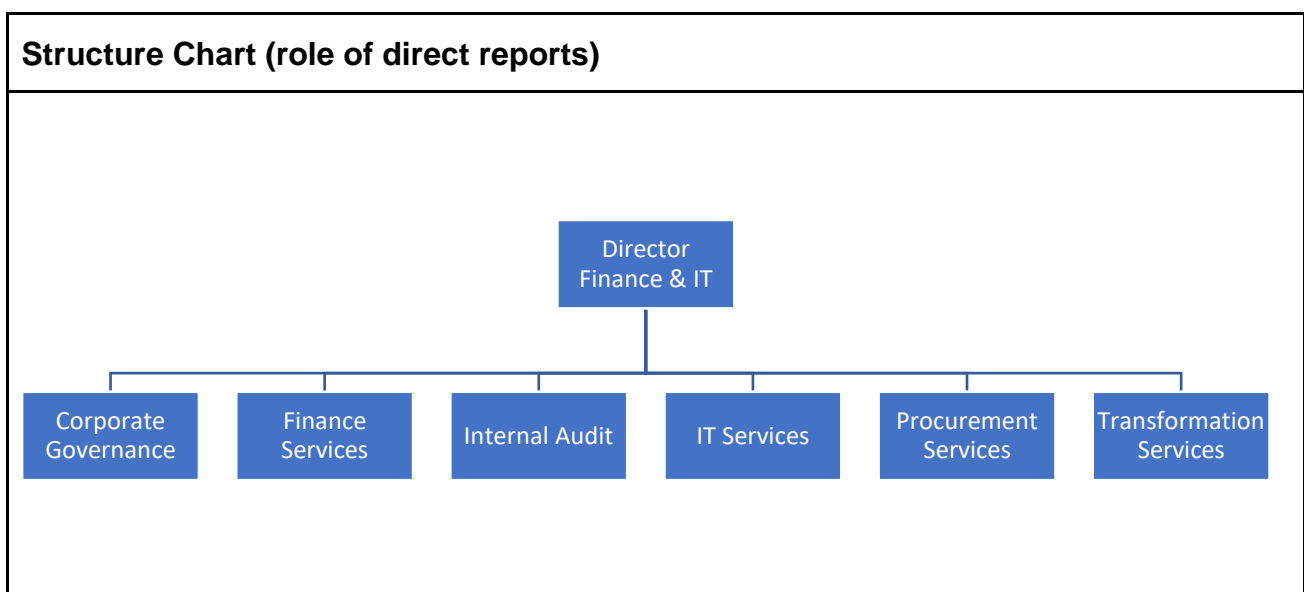 Structure Chart (role of direct reports)
Director
Finance & IT
Corporate
Governance
Finance
Services
Internal Audit
IT Services
Procurement
Services
Transformation
Services